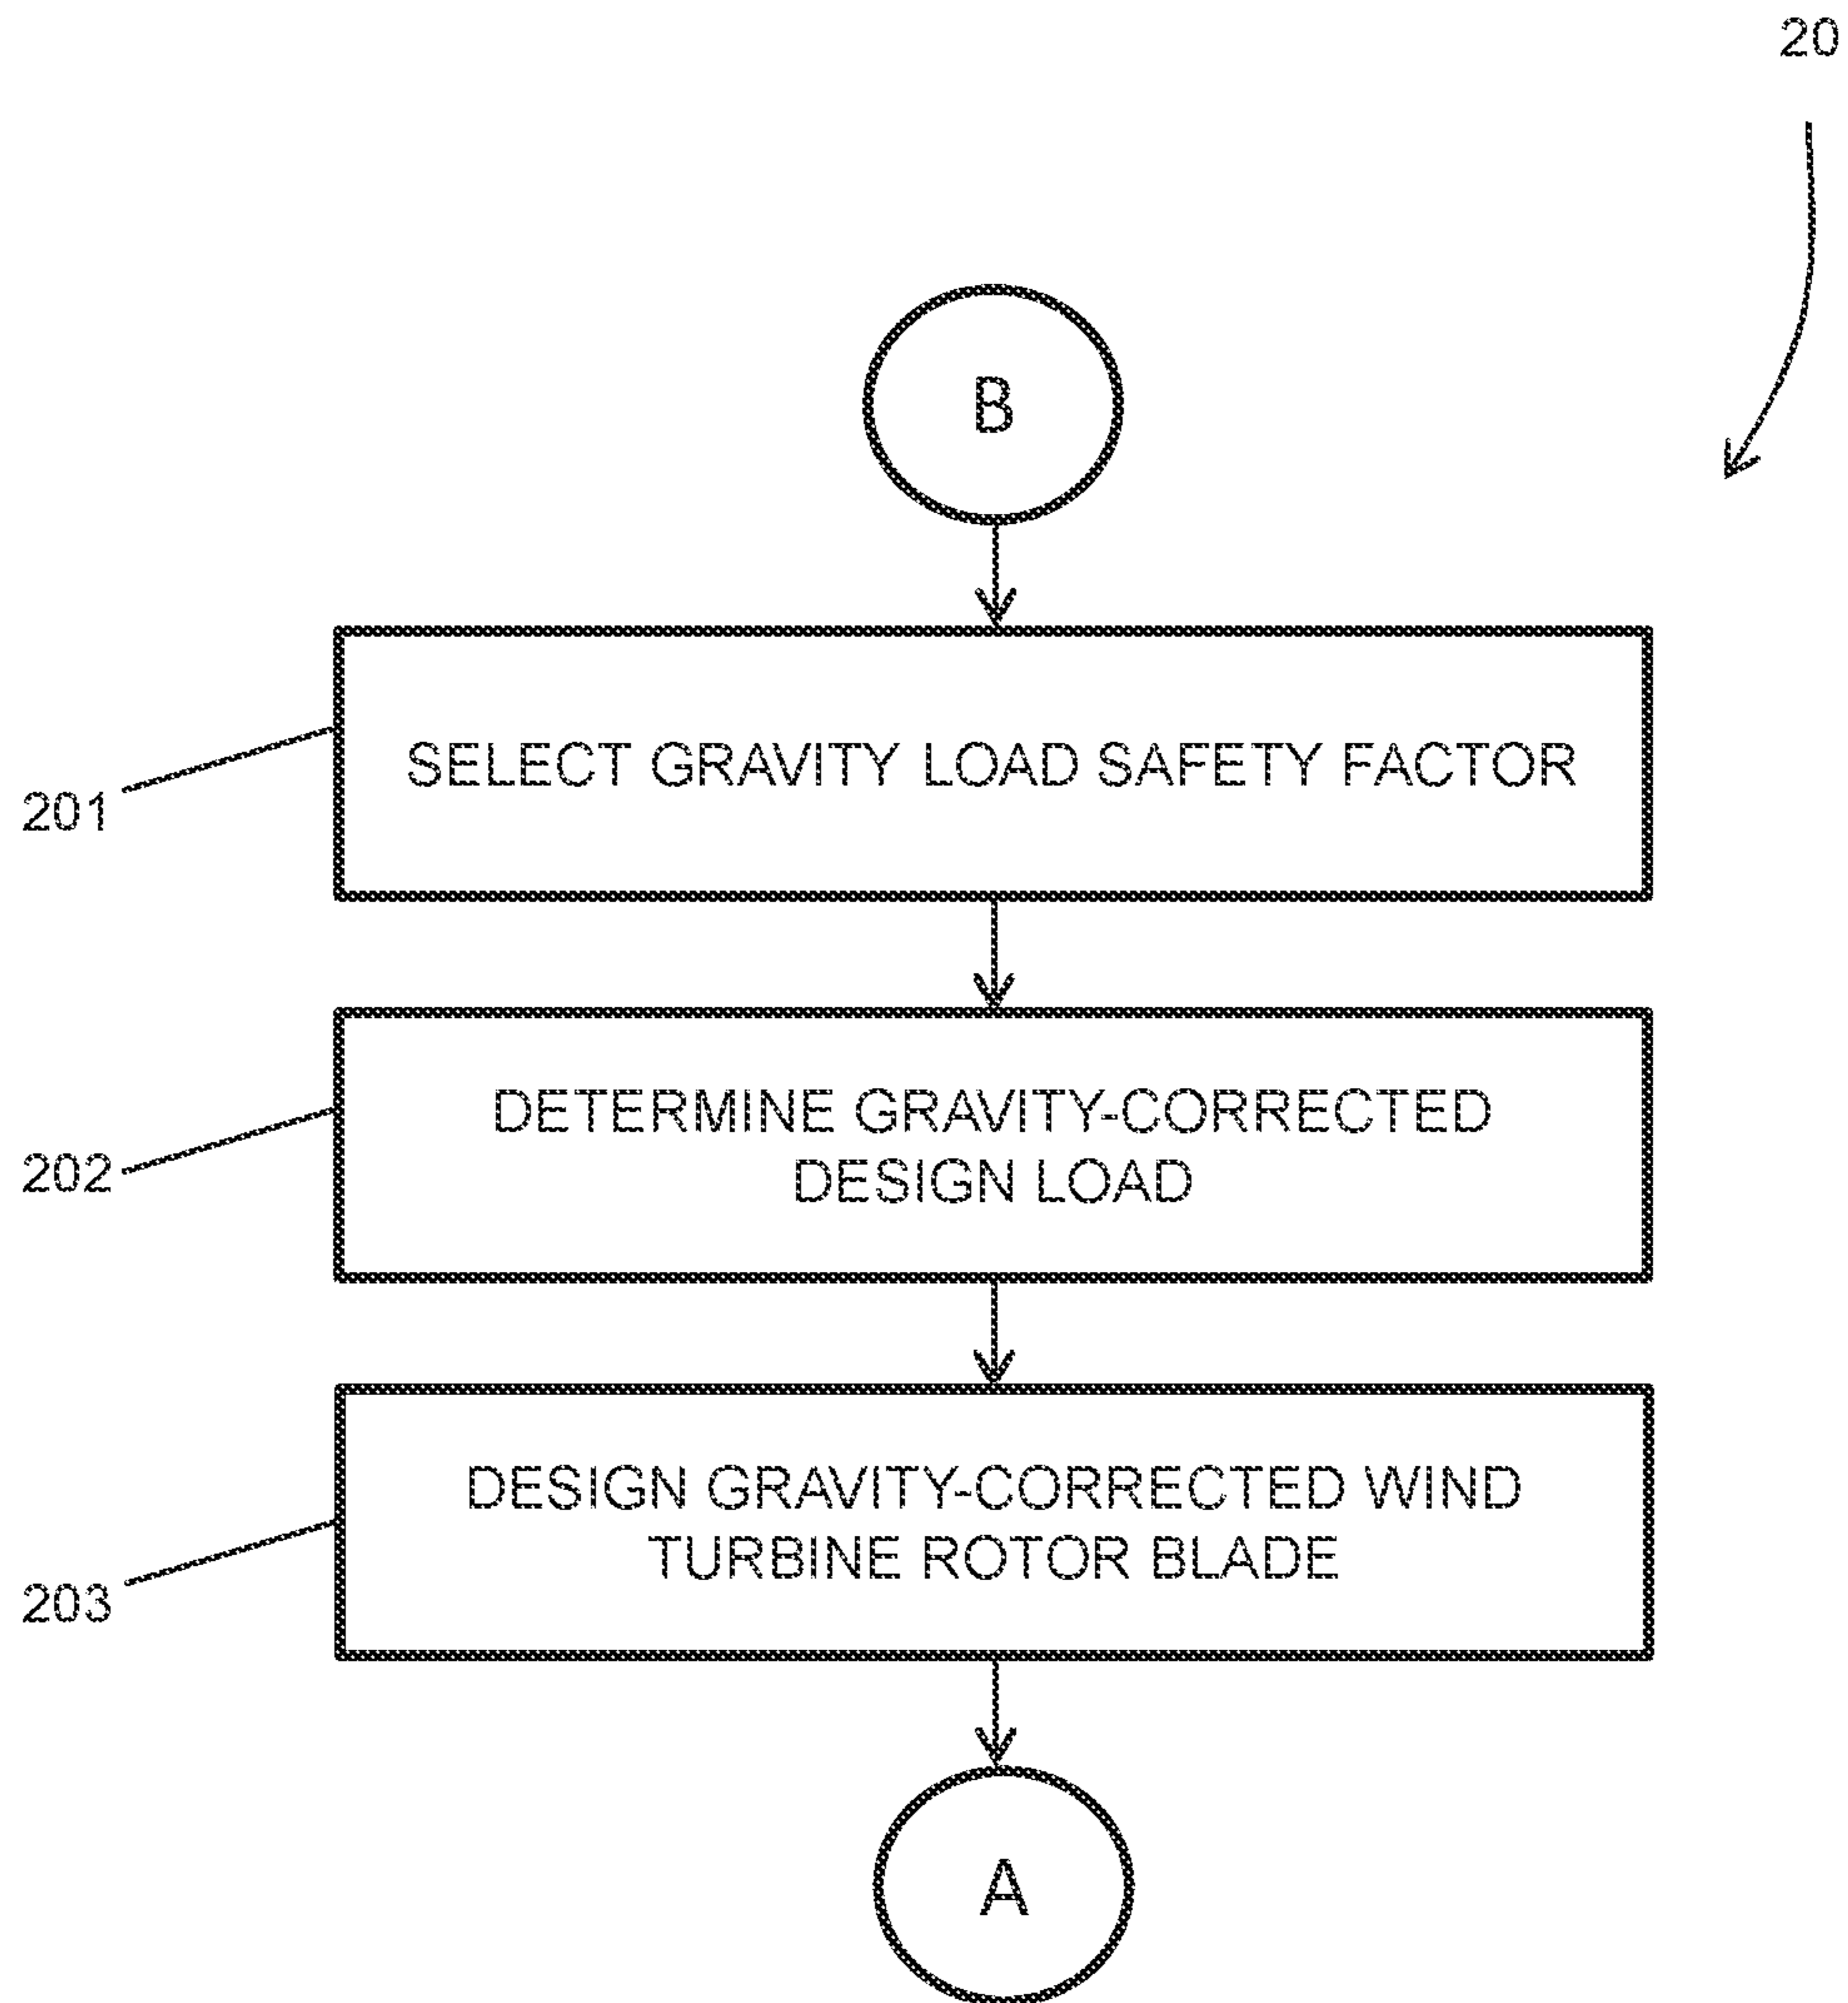 20
B
201
SELECT GRAVITY LOAD SAFETY FACTOR
202
DETERMINE GRAVITY-CORRECTED
DESIGN LOAD
203
DESIGN GRAVITY-CORRECTED WIND
TURBINE ROTOR BLADE
A